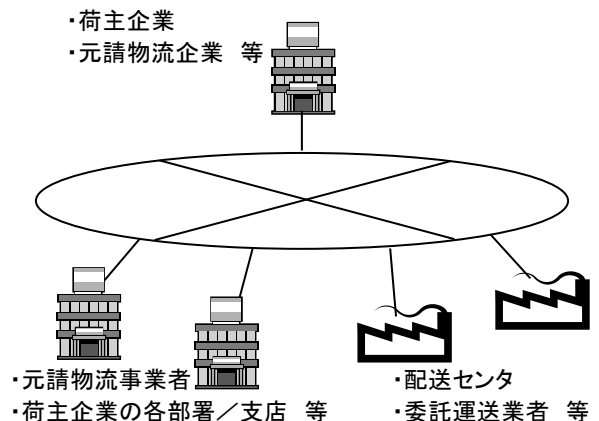 ・荷主企業
・元請物流企業　等
・元請物流事業者
・荷主企業の各部署／支店　等
・配送センタ
・委託運送業者　等